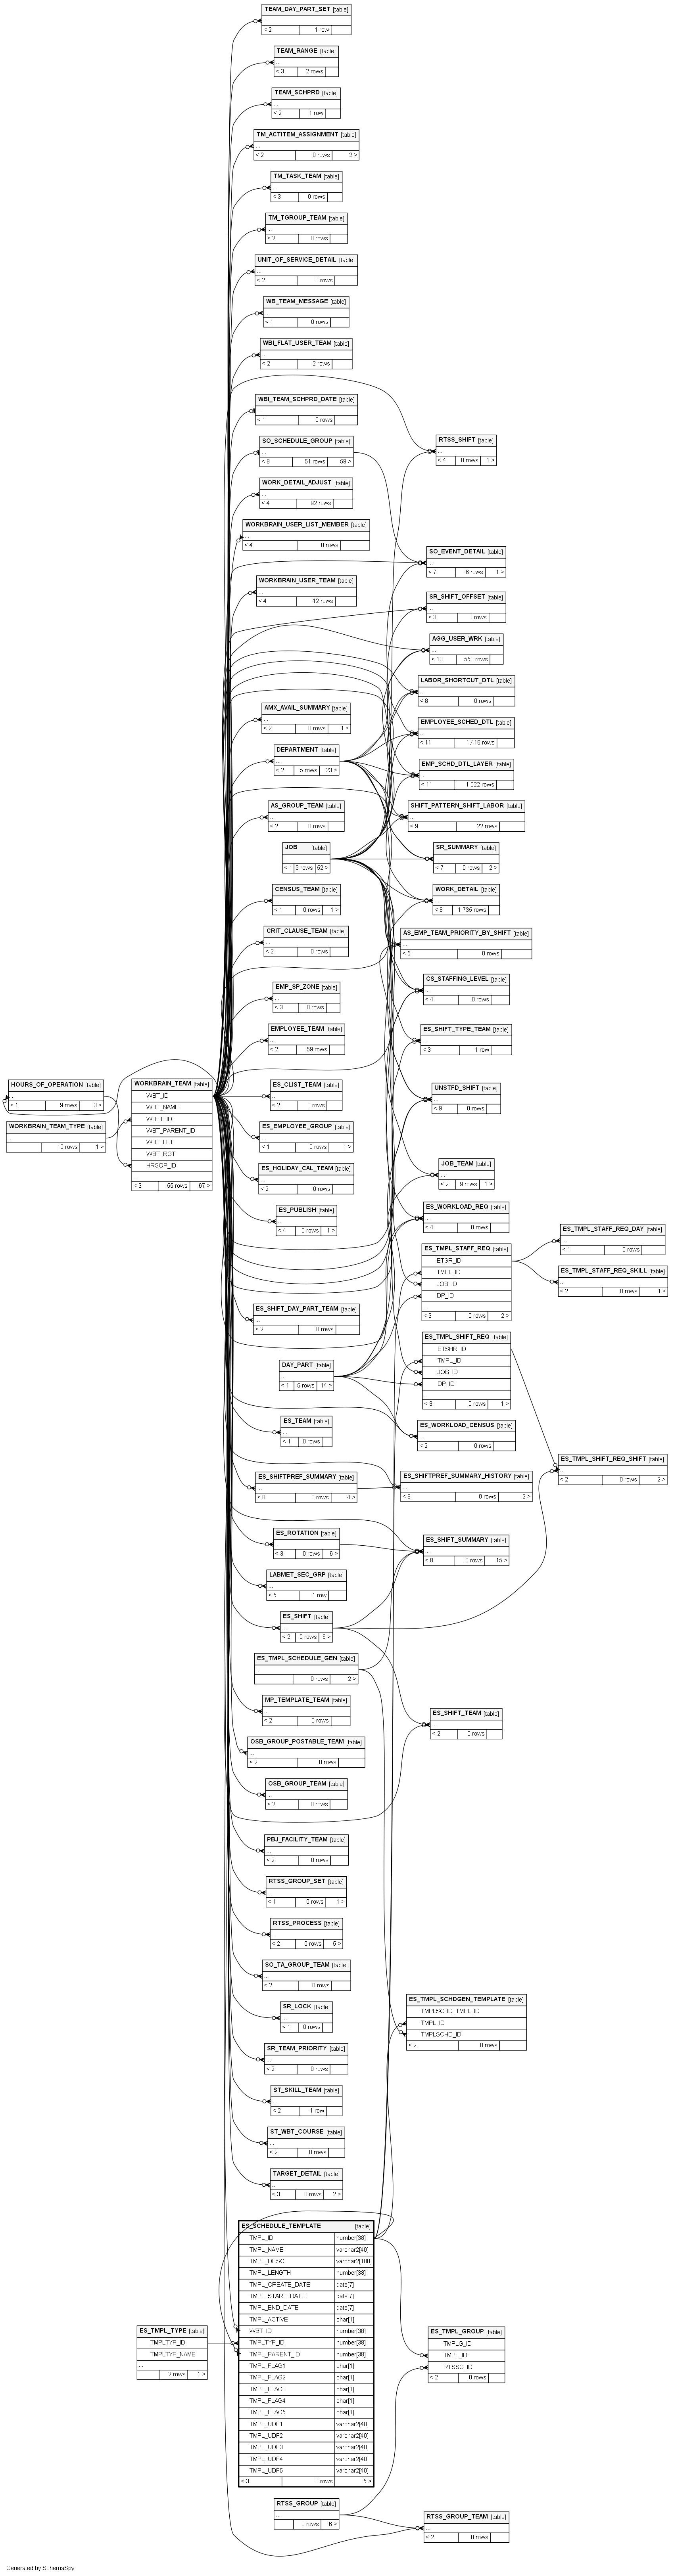 TEAM_DAY_PART_SET [table]
...
< 2 1 row
TEAM_RANGE [table]
...
< 3 2 rows
TEAM_SCHPRD [table]
...
< 2 1 row
TM_ACTITEM_ASSIGNMENT [table]
...
< 2 0 rows 2 >
TM_TASK_TEAM [table]
...
< 3 0 rows
TM_TGROUP_TEAM [table]
...
< 2 0 rows
UNIT_OF_SERVICE_DETAIL [table]
...
< 2 0 rows
WB_TEAM_MESSAGE [table]
...
< 1 0 rows
WBI_FLAT_USER_TEAM [table]
...
< 2 2 rows
WBI_TEAM_SCHPRD_DATE [table]
...
< 1 0 rows
SO_SCHEDULE_GROUP [table]
...
< 8 51 rows 59 >
WORK_DETAIL_ADJUST [table]
...
< 4 92 rows
WORKBRAIN_USER_LIST_MEMBER [table]
...
< 4 0 rows
WORKBRAIN_USER_TEAM [table]
...
< 4 12 rows
AMX_AVAIL_SUMMARY [table]
...
< 2 0 rows 1 >
DEPARTMENT [table]
...
< 2 5 rows 23 >
AS_GROUP_TEAM [table]
...
< 2 0 rows
JOB [table]
...
< 1 9 rows 52 >
CENSUS_TEAM [table]
...
< 1 0 rows 1 >
CRIT_CLAUSE_TEAM [table]
...
< 2 0 rows
EMP_SP_ZONE [table]
...
< 3 0 rows
EMPLOYEE_TEAM [table]
...
< 2 59 rows
ES_CLIST_TEAM [table]
...
< 2 0 rows
ES_EMPLOYEE_GROUP [table]
...
< 1 0 rows 1 >
ES_HOLIDAY_CAL_TEAM [table]
...
< 2 0 rows
ES_PUBLISH [table]
...
< 4 0 rows 1 >
ES_SHIFT_DAY_PART_TEAM [table]
...
< 2 0 rows
DAY_PART [table]
...
< 1 5 rows 14 >
ES_TEAM [table]
...
< 1 0 rows
ES_SHIFTPREF_SUMMARY [table]
...
< 8 0 rows 4 >
ES_ROTATION [table]
...
< 3 0 rows 6 >
LABMET_SEC_GRP [table]
...
< 5 1 row
ES_SHIFT [table]
...
< 2 0 rows 8 >
ES_TMPL_SCHEDULE_GEN [table]
...
0 rows 2 >
MP_TEMPLATE_TEAM [table]
...
< 2 0 rows
OSB_GROUP_POSTABLE_TEAM [table]
...
< 2 0 rows
OSB_GROUP_TEAM [table]
...
< 2 0 rows
PBJ_FACILITY_TEAM [table]
...
< 2 0 rows
RTSS_GROUP_SET [table]
...
< 1 0 rows 1 >
RTSS_PROCESS [table]
...
< 2 0 rows 5 >
SO_TA_GROUP_TEAM [table]
...
< 2 0 rows
SR_LOCK [table]
...
< 1 0 rows
SR_TEAM_PRIORITY [table]
...
< 2 0 rows
ST_SKILL_TEAM [table]
...
< 2 1 row
ST_WBT_COURSE [table]
...
< 2 0 rows
TARGET_DETAIL [table]
...
< 3 0 rows 2 >
HOURS_OF_OPERATION [table]
...
< 1 9 rows 3 >
WORKBRAIN_TEAM_TYPE [table]
...
10 rows 1 >
WORKBRAIN_TEAM [table]
WBT_ID
WBT_NAME
WBTT_ID
WBT_PARENT_ID
WBT_LFT
WBT_RGT
HRSOP_ID
...
< 3 55 rows 67 >
RTSS_SHIFT [table]
...
< 4 0 rows 1 >
SO_EVENT_DETAIL [table]
...
< 7 6 rows 1 >
SR_SHIFT_OFFSET [table]
...
< 3 0 rows
AGG_USER_WRK [table]
...
< 13 550 rows
LABOR_SHORTCUT_DTL [table]
...
< 8 0 rows
EMPLOYEE_SCHED_DTL [table]
...
< 11 1,418 rows
EMP_SCHD_DTL_LAYER [table]
...
< 11 1,022 rows
SHIFT_PATTERN_SHIFT_LABOR [table]
...
< 9 22 rows
SR_SUMMARY [table]
...
< 7 0 rows 2 >
WORK_DETAIL [table]
...
< 8 1,735 rows
AS_EMP_TEAM_PRIORITY_BY_SHIFT [table]
...
< 5 0 rows
CS_STAFFING_LEVEL [table]
...
< 4 0 rows
ES_SHIFT_TYPE_TEAM [table]
...
< 3 1 row
UNSTFD_SHIFT [table]
...
< 9 0 rows
JOB_TEAM [table]
...
< 2 9 rows 1 >
ES_WORKLOAD_REQ [table]
...
< 4 0 rows
ES_TMPL_STAFF_REQ [table]
ETSR_ID
TMPL_ID
JOB_ID
DP_ID
...
< 3 0 rows 2 >
ES_TMPL_SHIFT_REQ [table]
ETSHR_ID
TMPL_ID
JOB_ID
DP_ID
...
< 3 0 rows 1 >
ES_WORKLOAD_CENSUS [table]
...
< 2 0 rows
ES_SHIFTPREF_SUMMARY_HISTORY [table]
...
< 9 0 rows 2 >
ES_SHIFT_SUMMARY [table]
...
< 8 0 rows 15 >
ES_SHIFT_TEAM [table]
...
< 2 0 rows
ES_TMPL_STAFF_REQ_DAY [table]
...
< 1 0 rows
ES_TMPL_STAFF_REQ_SKILL [table]
...
< 2 0 rows 1 >
ES_TMPL_SHIFT_REQ_SHIFT [table]
...
< 2 0 rows 2 >
ES_TMPL_SCHDGEN_TEMPLATE [table]
TMPLSCHD_TMPL_ID
TMPL_ID
TMPLSCHD_ID
< 2 0 rows
ES_SCHEDULE_TEMPLATE [table]
TMPL_ID number[38]
TMPL_NAME varchar2[40]
TMPL_DESC varchar2[100]
TMPL_LENGTH number[38]
TMPL_CREATE_DATE date[7]
TMPL_START_DATE date[7]
TMPL_END_DATE date[7]
TMPL_ACTIVE char[1]
WBT_ID number[38]
TMPLTYP_ID number[38]
TMPL_PARENT_ID number[38]
TMPL_FLAG1 char[1]
TMPL_FLAG2 char[1]
TMPL_FLAG3 char[1]
TMPL_FLAG4 char[1]
TMPL_FLAG5 char[1]
TMPL_UDF1 varchar2[40]
TMPL_UDF2 varchar2[40]
TMPL_UDF3 varchar2[40]
TMPL_UDF4 varchar2[40]
TMPL_UDF5 varchar2[40]
< 3 0 rows 5 >
ES_TMPL_TYPE [table]
TMPLTYP_ID
TMPLTYP_NAME
...
2 rows 1 >
ES_TMPL_GROUP [table]
TMPLG_ID
TMPL_ID
RTSSG_ID
< 2 0 rows
RTSS_GROUP [table]
...
0 rows 6 >
RTSS_GROUP_TEAM [table]
...
< 2 0 rows
Generated by SchemaSpy